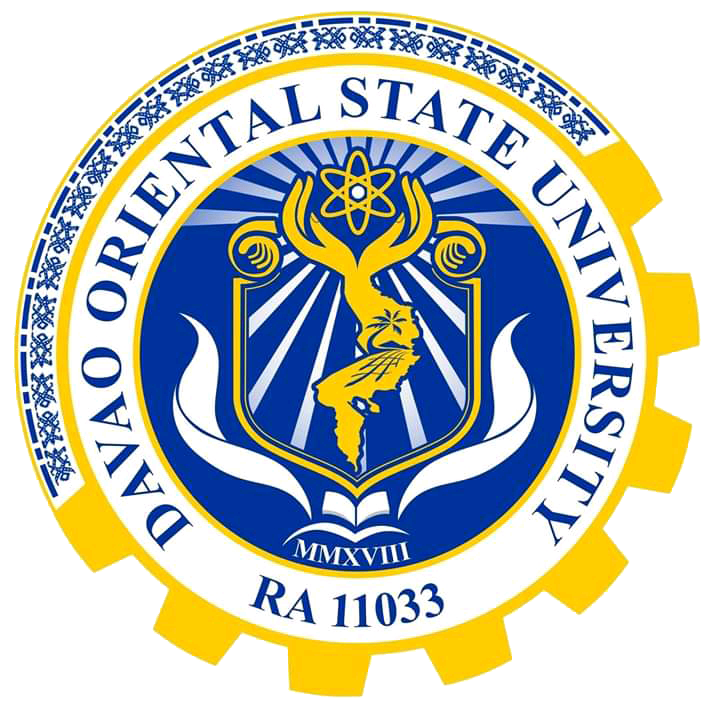 DAVAO ORIENTAL STATE UNIVERSITY
MMXVIII
RA 11033